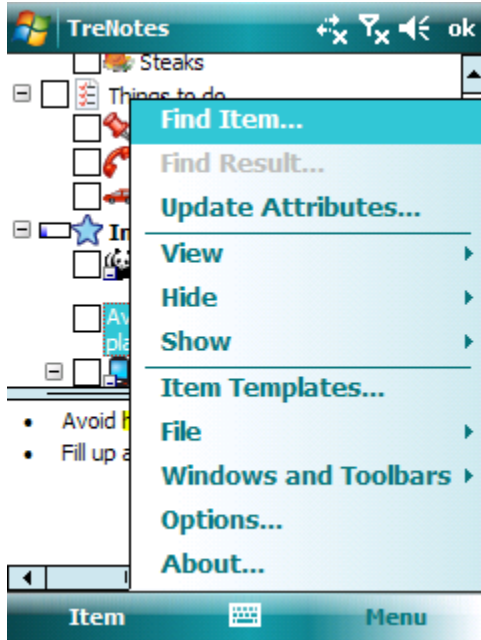 TreNotes ok
Steaks
Things to do
Find Item...
Find Result...
Update Attributes...
View
Hide
Show
Item Templates...
File
Windows and Toolbars
Options...
About...
Avoid
Fill up
Item Menu